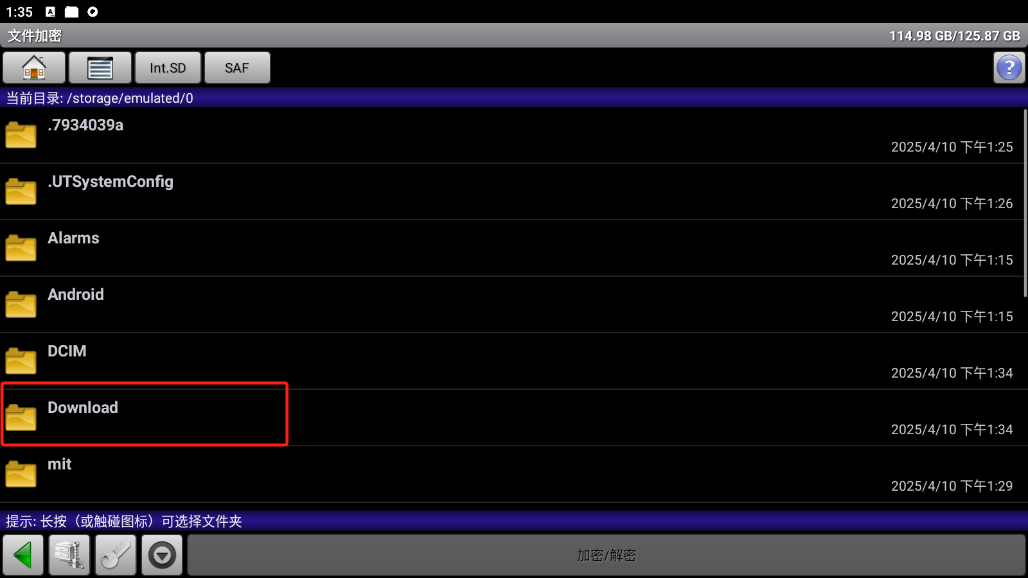 1:35
文件加密 114.98 GB/125.87 GB
Int.SD SAF ?
当前目录: /storage/emulated/0
.7934039a
2025/4/10 下午1:25
.UTSystemConfig
2025/4/10 下午1:26
Alarms
2025/4/10 下午1:15
Android
2025/4/10 下午1:15
DCIM
2025/4/10 下午1:34
Download
2025/4/10 下午1:34
mit
2025/4/10 下午1:29
提示: 长按（或触碰图标）可选择文件夹
加密/解密